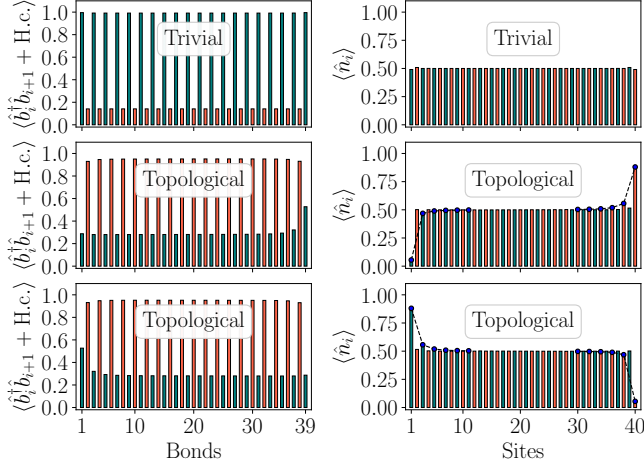 ⟨b̂†ᵢb̂ᵢ₊₁ + H.c.⟩
1.0
0.8
0.6
0.4
0.2
0.0
Trivial
⟨n̂ᵢ⟩
1.00
0.75
0.50
0.25
0.00
Trivial
⟨b̂†ᵢb̂ᵢ₊₁ + H.c.⟩
1.0
0.8
0.6
0.4
0.2
0.0
Topological
⟨n̂ᵢ⟩
1.00
0.75
0.50
0.25
0.00
Topological
⟨b̂†ᵢb̂ᵢ₊₁ + H.c.⟩
1.0
0.8
0.6
0.4
0.2
0.0
Topological
1 10 20 30 39
Bonds
⟨n̂ᵢ⟩
1.00
0.75
0.50
0.25
0.00
Topological
1 10 30 40
Sites